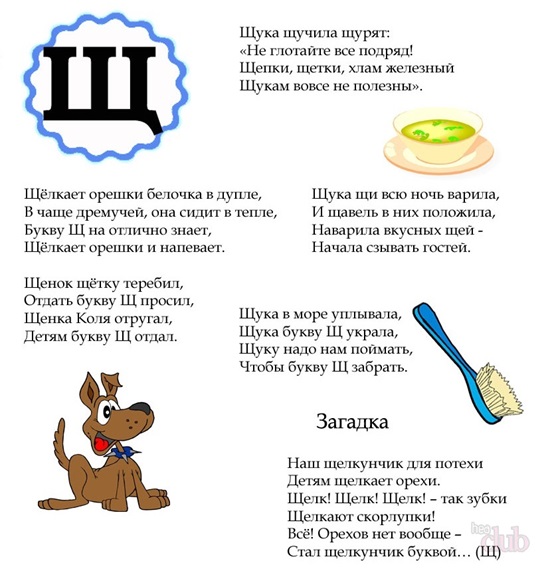 Щ
Щука щучила щурят:
«Не глотайте все подряд!
Щепки, щетки, хлам железный
Щукам вовсе не полезны».
Щёлкает орешки белочка в дупле,
В чаще дремучей, она сидит в тепле,
Букву Щ на отлично знает,
Щёлкает орешки и напевает.
Щука щи всю ночь варила,
И щавель в них положила,
Наварила вкусных щей -
Начала сзывать гостей.
Щенок щётку теребил,
Отдать букву Щ просил,
Щенка Коля отругал,
Детям букву Щ отдал.
Щука в море уплывала,
Щука букву Щ украла,
Щуку надо нам поймать,
Чтобы букву Щ забрать.
Загадка
Наш щелкунчик для потехи
Детям щелкает орехи.
Щелк! Щелк! Щелк! – так зубки
Щелкают скорлупки!
Всё! Орехов нет вообще –
Стал щелкунчик буквой… (Щ)
club